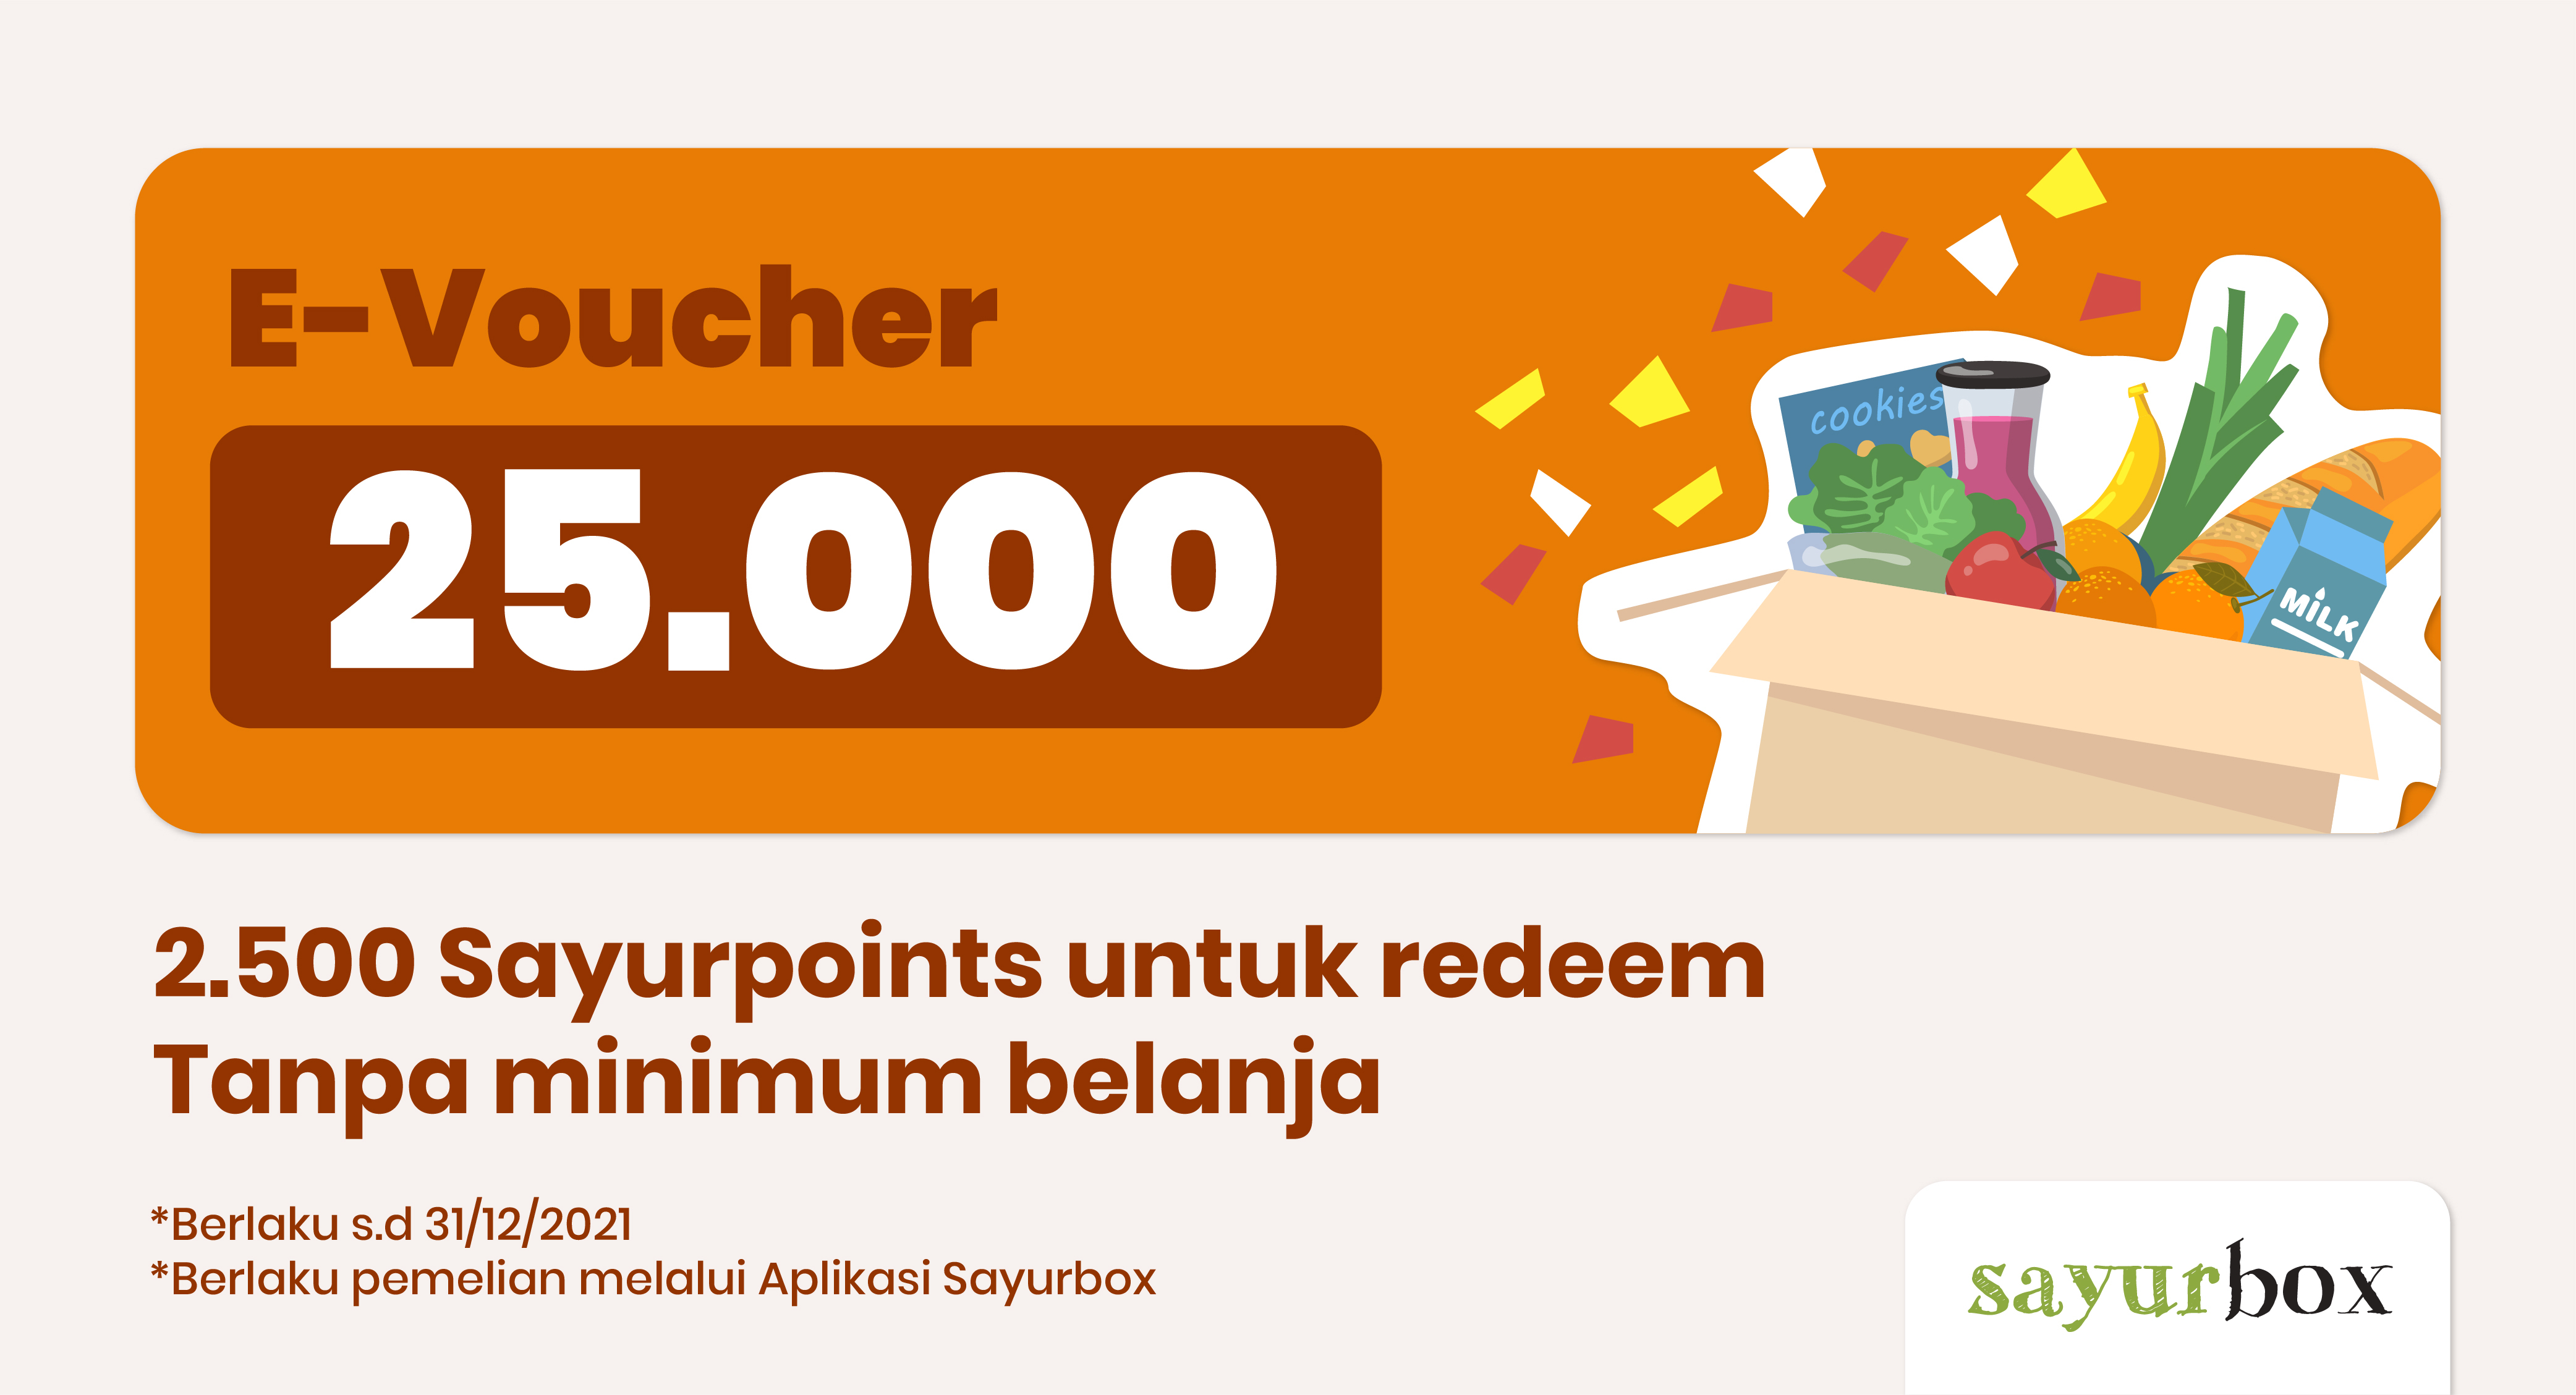 E-Voucher
25.000
cookies
MiLK
2.500 Sayurpoints untuk redeem
Tanpa minimum belanja
*Berlaku s.d 31/12/2021
*Berlaku pemelian melalui Aplikasi Sayurbox
sayurbox